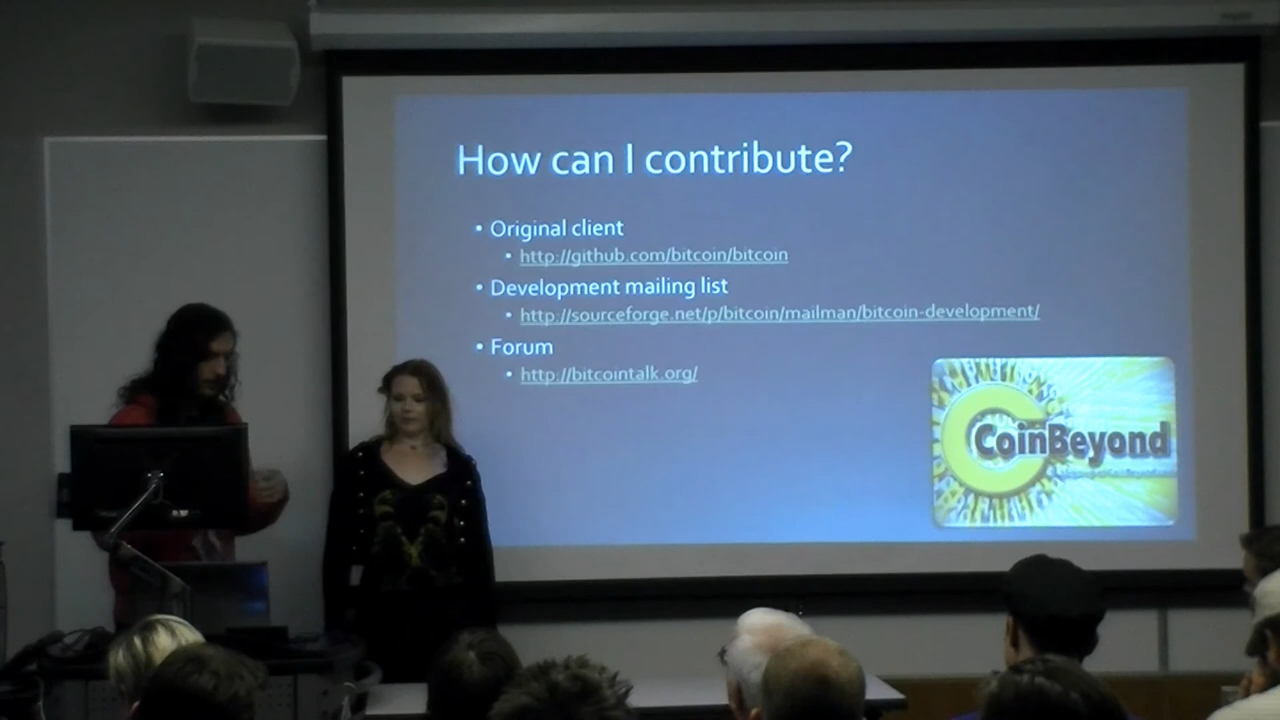 How can I contribute?
• Original client
• http://github.com/bitcoin/bitcoin
• Development mailing list
• http://sourceforge.net/p/bitcoin/mailman/bitcoin-development/
• Forum
• http://bitcointalk.org/
CoinBeyond